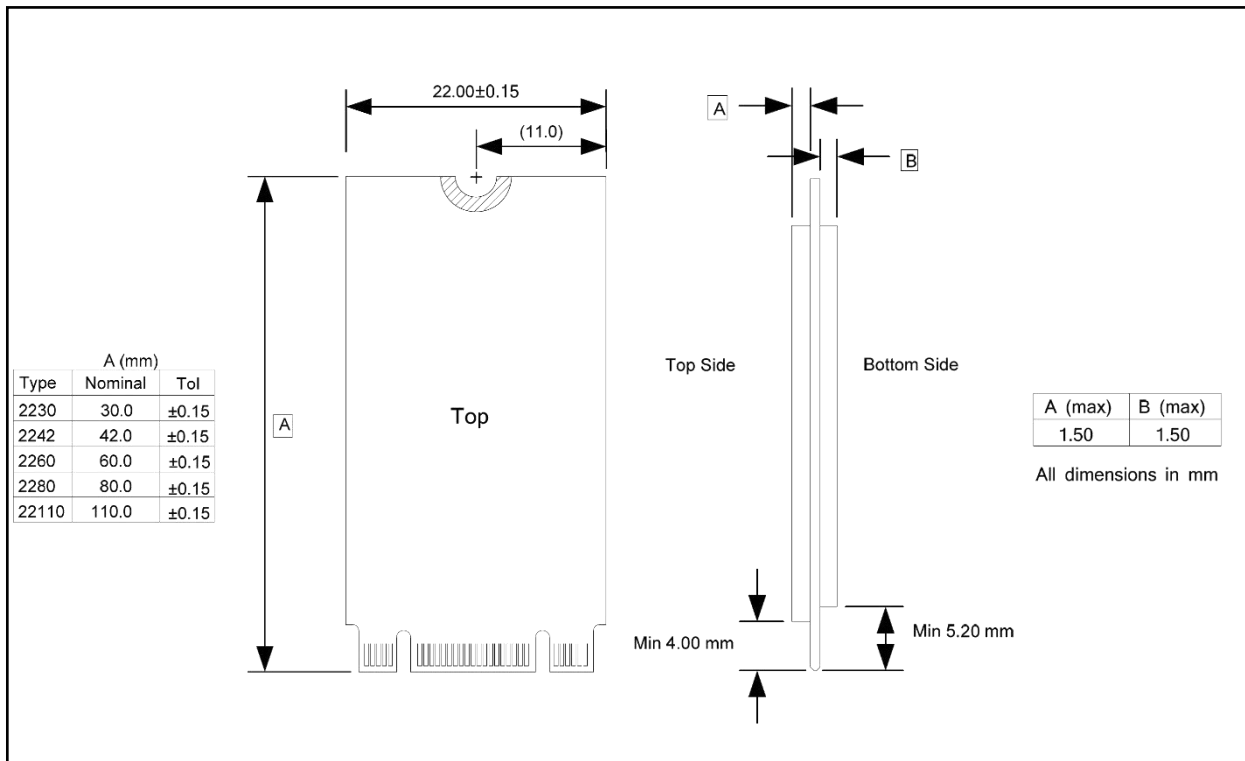 22.00±0.15
(11.0)
A
B
A (mm)
Type Nominal Tol
2230 30.0 ±0.15
2242 42.0 ±0.15
2260 60.0 ±0.15
2280 80.0 ±0.15
22110 110.0 ±0.15
A
Top
Top Side
Bottom Side
A (max) B (max)
1.50 1.50
All dimensions in mm
Min 4.00 mm
Min 5.20 mm